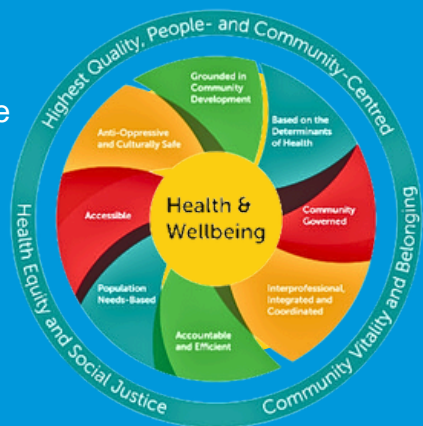 Highest Quality, People- and Community-Centred
e
Grounded in
Community
Development
Based on the
Determinants
of Health
Anti-Oppressive
and Culturally Safe
Health &
Wellbeing
Accessible
Community
Governed
Population
Needs-Based
Interprofessional,
Integrated and
Coordinated
Accountable
and Efficient
Health Equity and Social Justice
Community Vitality and Belonging